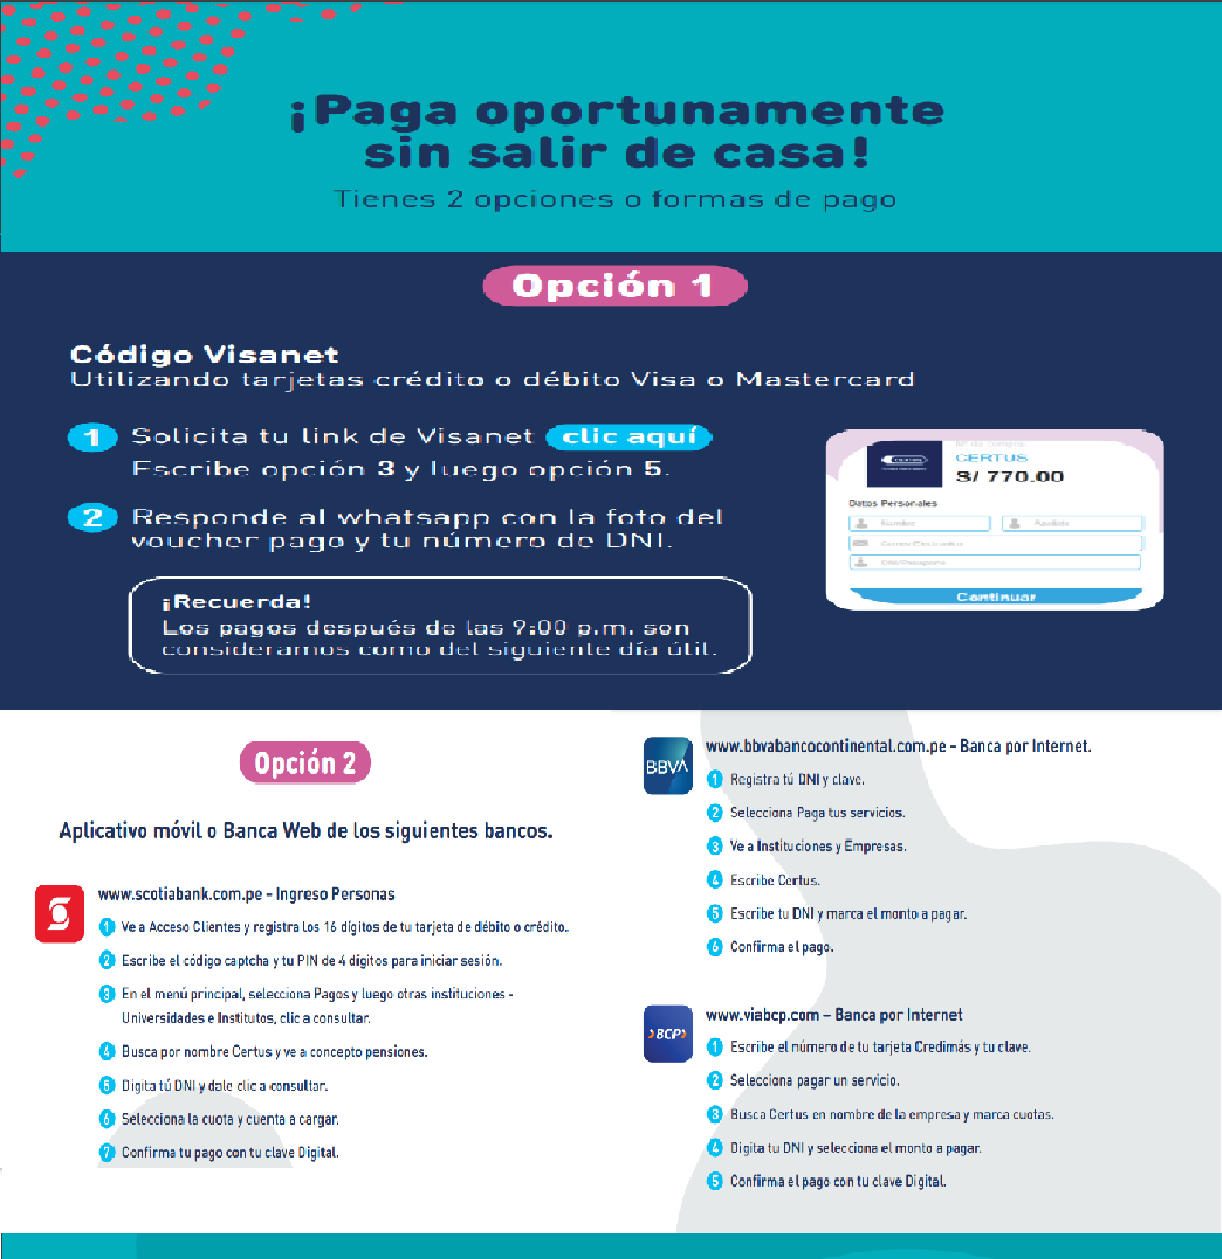 ¡Paga oportunamente
sin salir de casa!
Tienes 2 opciones o formas de pago
Opción 1
Código Visanet
Utilizando tarjetas crédito o débito Visa o Mastercard
1 Solicita tu link de Visanet clic aquí
Escribe opción 3 y luego opción 5.
2 Responde al whatsapp con la foto del
voucher pago y tu número de DNI.
¡Recuerda!
Los pagos después de las 9:00 p.m. son
consideramos como del siguiente día útil.
CERTUS
S/ 770.00
Datos Personales
Nombre
Apellido
Correo Electrónico
DNI/Pasaporte
Continuar
Opción 2
Aplicativo móvil o Banca Web de los siguientes bancos.
www.scotiabank.com.pe - Ingreso Personas
1 Ve a Acceso Clientes y registra los 16 dígitos de tu tarjeta de débito o crédito.
2 Escribe el código captcha y tu PIN de 4 dígitos para iniciar sesión.
3 En el menú principal, selecciona Pagos y luego otras instituciones -
Universidades e Institutos, clic a consultar.
4 Busca por nombre Certus y ve a concepto pensiones.
5 Digita tú DNI y dale clic a consultar.
6 Selecciona la cuota y cuenta a cargar.
7 Confirma tu pago con tu clave Digital.
BBVA
www.bbvabancocontinental.com.pe - Banca por Internet.
1 Registra tú DNI y clave.
2 Selecciona Paga tus servicios.
3 Ve a Instituciones y Empresas.
4 Escribe Certus.
5 Escribe tu DNI y marca el monto a pagar.
6 Confirma el pago.
BCP
www.viabcp.com – Banca por Internet
1 Escribe el número de tu tarjeta Credimás y tu clave.
2 Selecciona pagar un servicio.
3 Busca Certus en nombre de la empresa y marca cuotas.
4 Digita tu DNI y selecciona el monto a pagar.
5 Confirma el pago con tu clave Digital.